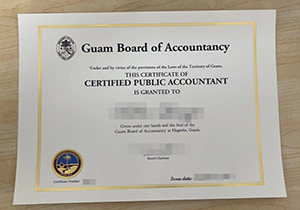 Guam Board of Accountancy
Under and by virtue of the provisions of the Laws of the Territory of Guam,
THIS CERTIFICATE OF
CERTIFIED PUBLIC ACCOUNTANT
IS GRANTED TO
Given under our hands and the Seal of the
Guam Board of Accountancy at Hagatna, Guam
Board Chairman
Certificate Number
Issue date: